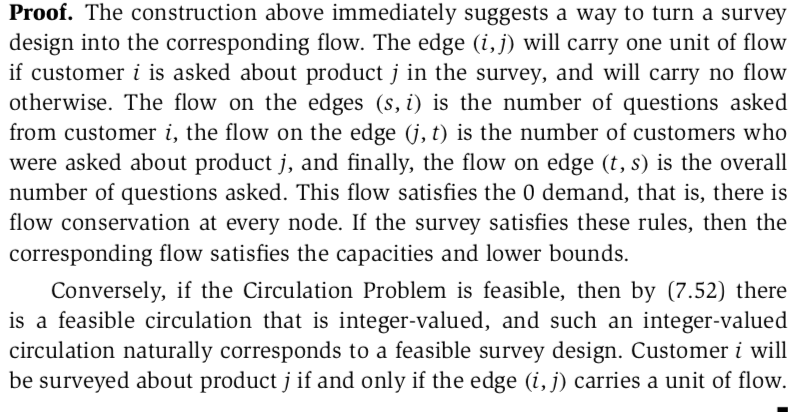 Proof. The construction above immediately suggests a way to turn a survey
design into the corresponding flow. The edge (i, j) will carry one unit of flow
if customer i is asked about product j in the survey, and will carry no flow
otherwise. The flow on the edges (s, i) is the number of questions asked
from customer i, the flow on the edge (j, t) is the number of customers who
were asked about product j, and finally, the flow on edge (t, s) is the overall
number of questions asked. This flow satisfies the 0 demand, that is, there is
flow conservation at every node. If the survey satisfies these rules, then the
corresponding flow satisfies the capacities and lower bounds.
Conversely, if the Circulation Problem is feasible, then by (7.52) there
is a feasible circulation that is integer-valued, and such an integer-valued
circulation naturally corresponds to a feasible survey design. Customer i will
be surveyed about product j if and only if the edge (i, j) carries a unit of flow.